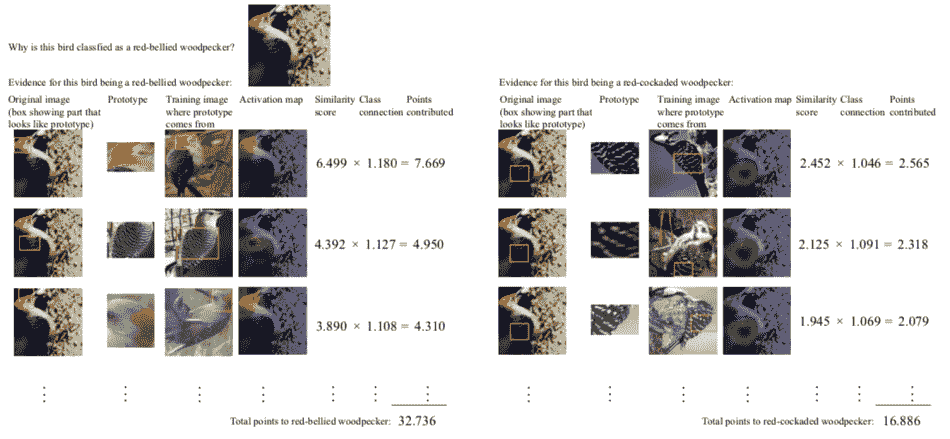 Why is this bird classfied as a red-bellied woodpecker?
Evidence for this bird being a red-bellied woodpecker:
Original image (box showing part that looks like prototype) Prototype Training image where prototype comes from Activation map Similarity score Class connection Points contributed
6.499 × 1.180 = 7.669
4.392 × 1.127 = 4.950
3.890 × 1.108 = 4.310
Total points to red-bellied woodpecker: 32.736
Evidence for this bird being a red-cockaded woodpecker:
Original image (box showing part that looks like prototype) Prototype Training image where prototype comes from Activation map Similarity score Class connection Points contributed
2.452 × 1.046 = 2.565
2.125 × 1.091 = 2.318
1.945 × 1.069 = 2.079
Total points to red-cockaded woodpecker: 16.886